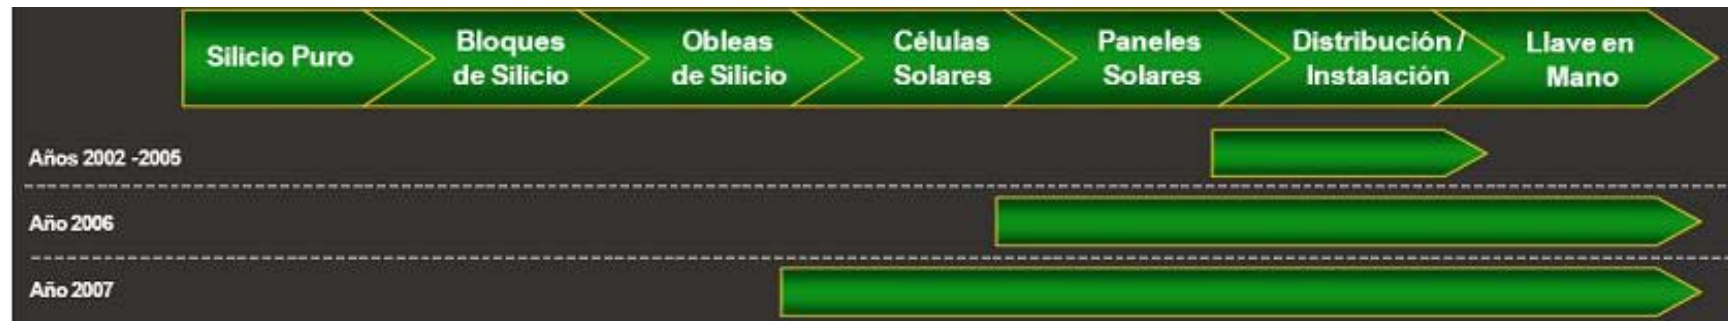 Silicio Puro
Bloques
de Silicio
Obleas
de Silicio
Células
Solares
Paneles
Solares
Distribución /
Instalación
Llave en
Mano
Años 2002 -2005
Año 2006
Año 2007